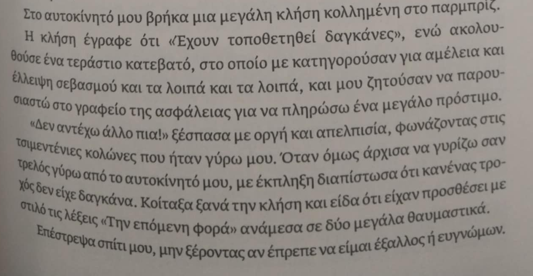 Στο αυτοκίνητό μου βρήκα μια μεγάλη κλήση κολλημένη στο παρμπρίζ.
Η κλήση έγραφε ότι «Έχουν τοποθετηθεί δαγκάνες», ενώ ακολου-
θούσε ένα τεράστιο κατεβατό, στο οποίο με κατηγορούσαν για αμέλεια και
έλλειψη σεβασμού και τα λοιπά και τα λοιπά, και μου ζητούσαν να παρου-
σιαστώ στο γραφείο της ασφάλειας για να πληρώσω ένα μεγάλο πρόστιμο.
«Δεν αντέχω άλλο πια!» ξέσπασα με οργή και απελπισία, φωνάζοντας στις
τσιμεντένιες κολώνες που ήταν γύρω μου. Όταν όμως άρχισα να γυρίζω σαν
τρελός γύρω από το αυτοκίνητό μου, με έκπληξη διαπίστωσα ότι κανένας τρο-
χός δεν είχε δαγκάνα. Κοίταξα ξανά την κλήση και είδα ότι είχαν προσθέσει με
στιλό τις λέξεις «Την επόμενη φορά» ανάμεσα σε δύο μεγάλα θαυμαστικά.
Επέστρεψα σπίτι μου, μην ξέροντας αν έπρεπε να είμαι έξαλλος ή ευγνώμων.